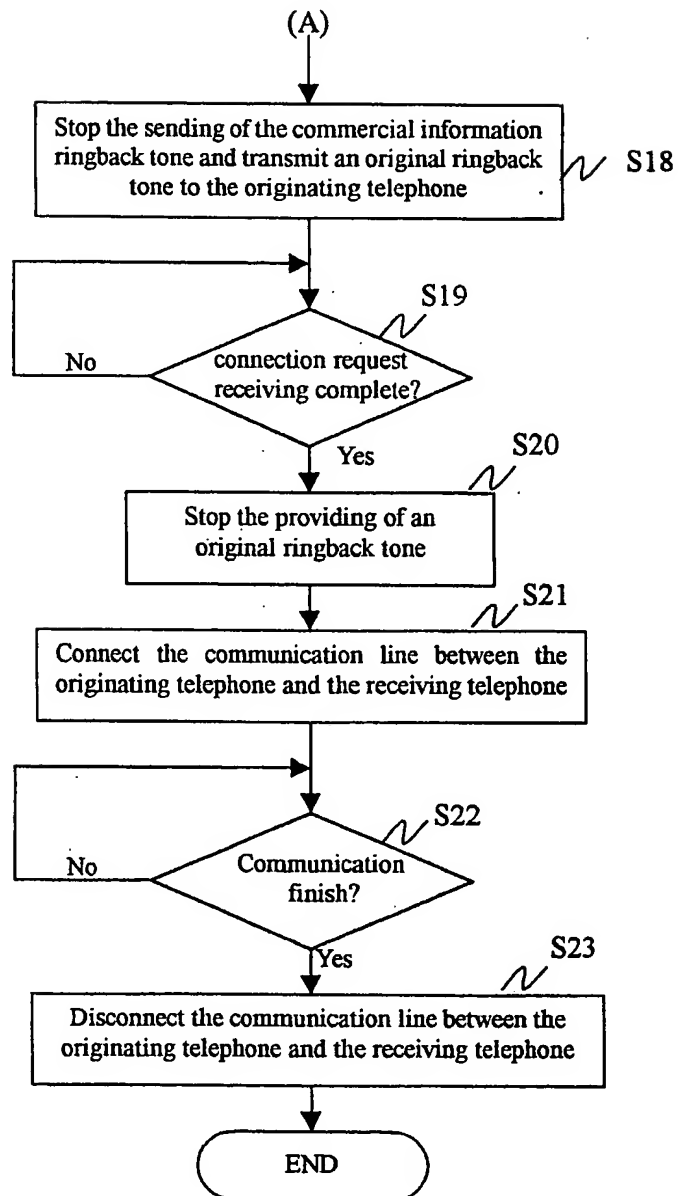 (A)
Stop the sending of the commercial information
ringback tone and transmit an original ringback
tone to the originating telephone
S18
S19
connection request
receiving complete?
No
Yes
S20
Stop the providing of an
original ringback tone
S21
Connect the communication line between the
originating telephone and the receiving telephone
S22
Communication
finish?
No
Yes
S23
Disconnect the communication line between the
originating telephone and the receiving telephone
END